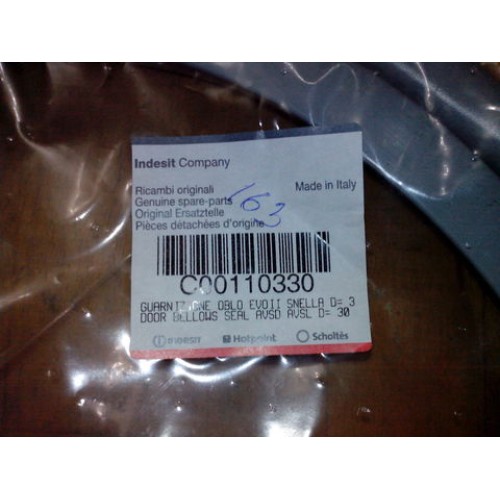 Indesit Company
Ricambi originali
Made in Italy
Genuine spare-parts
Original Ersatzteile
Pièces détachées d'origine
163
C00110330
GUARNIZIONE OBLO EVOII SNELLA D= 3
DOOR BELLOWS SEAL AVSD AVSL D= 30
INDESIT Hotpoint Scholtès